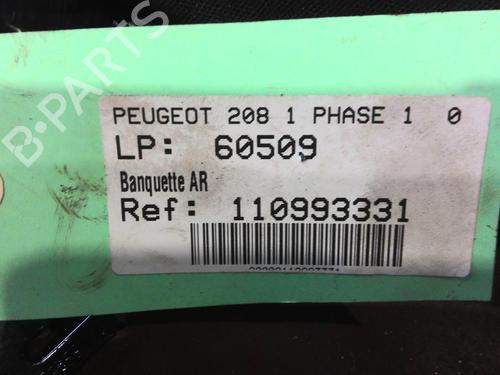 B-PARTS
PEUGEOT 208 1 PHASE 1 0
LP: 60509
Banquette AR
Ref: 110993331